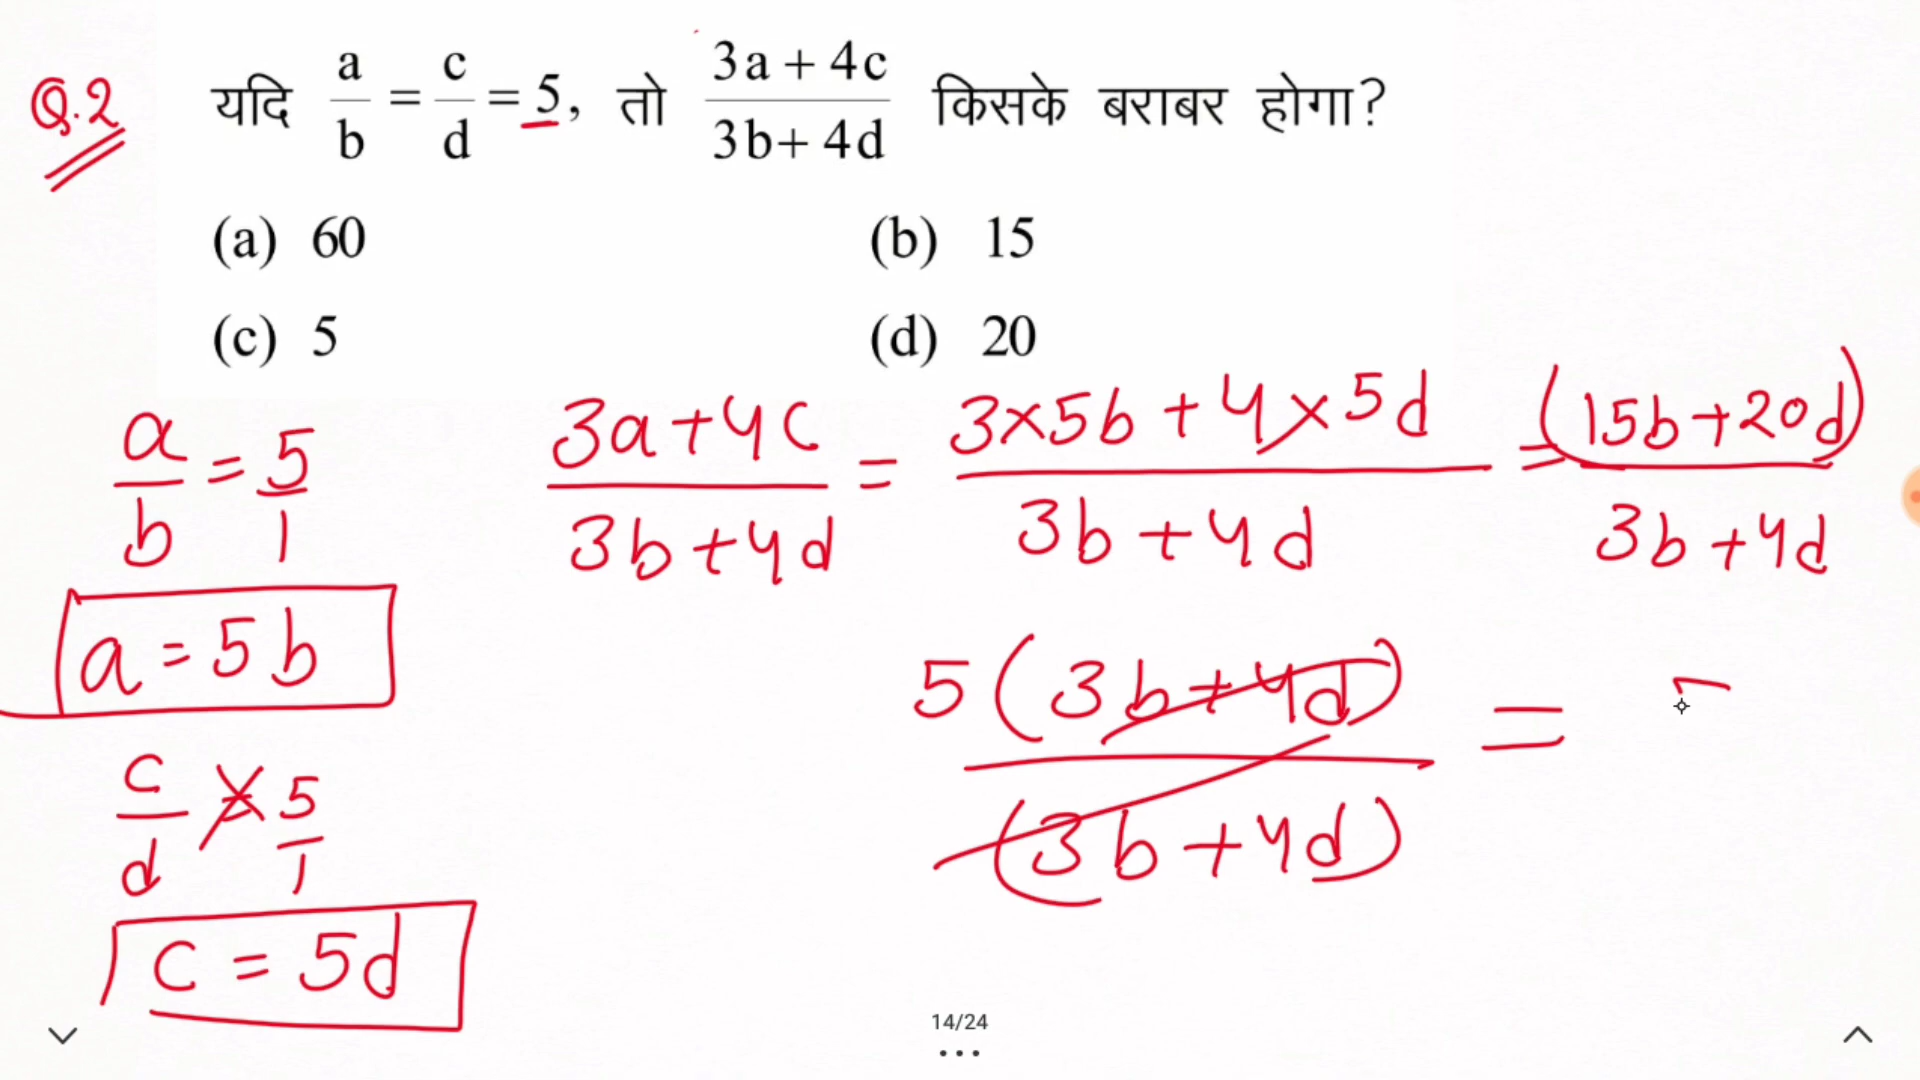 Q.2
यदि a/b = c/d = 5, तो (3a + 4c)/(3b + 4d) किसके बराबर होगा?
(a) 60 (b) 15
(c) 5 (d) 20
a/b = 5/1
a = 5b
c/d = 5/1
c = 5d
(3a+4c)/(3b+4d) = (3×5b+4×5d)/(3b+4d) = (15b+20d)/(3b+4d)
5(3b+4d)/(3b+4d) =
14/24